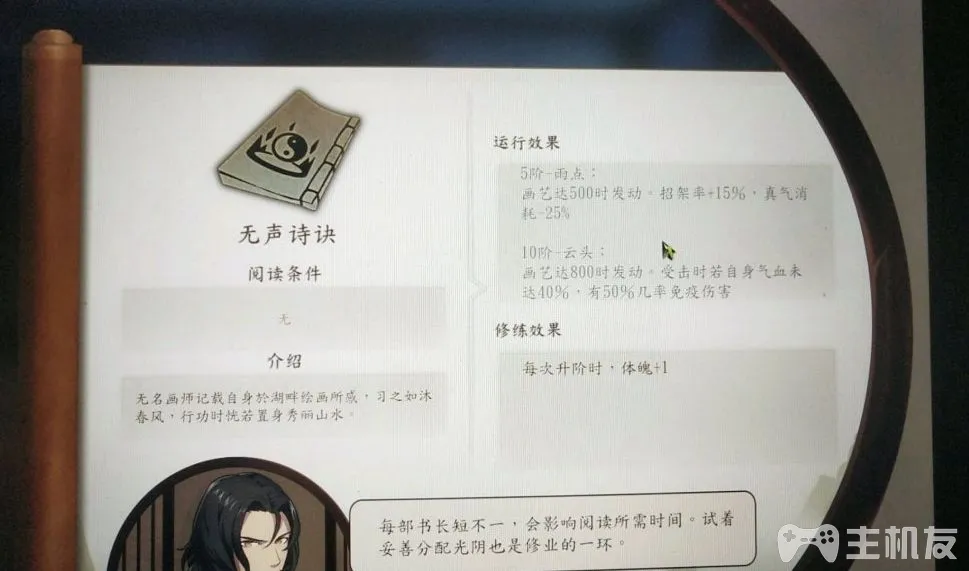 无声诗诀
阅读条件
无
介绍
无名画师记载自身於湖畔绘画所感，习之如沐
春风，行功时恍若置身秀丽山水。
运行效果
5阶-雨点：
画艺达500时发动。招架率+15%，真气消
耗-25%
10阶-云头：
画艺达800时发动。受击时若自身气血未
达40%，有50%几率免疫伤害
修练效果
每次升阶时，体魄+1
每部书长短不一，会影响阅读所需时间。试着
妥善分配光阴也是修业的一环。
主机友